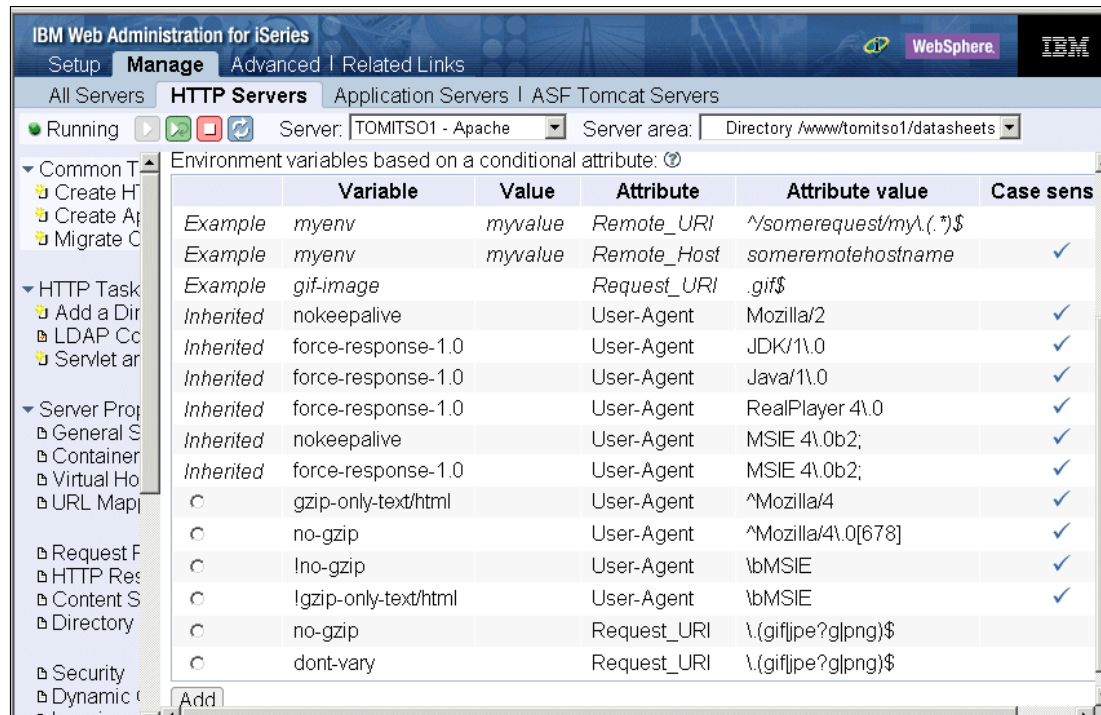 IBM Web Administration for iSeries
WebSphere. IBM
Setup Manage Advanced | Related Links
All Servers HTTP Servers Application Servers | ASF Tomcat Servers
Running Server: TOMITSO1 - Apache Server area: Directory /www/tomitso1/datasheets
Common T
Create HT
Create Ap
Migrate C
HTTP Task
Add a Dir
LDAP Co
Servlet an
Server Prop
General S
Container
Virtual Ho
URL Mapp
Request P
HTTP Res
Content S
Directory
Security
Dynamic
Environment variables based on a conditional attribute:
Variable Value Attribute Attribute value Case sens
Example myenv myvalue Remote_URI ^/somerequest/my\.(.*)$
Example myenv myvalue Remote_Host someremotehostname
Example gif-image Request_URI .gif$
Inherited nokeepalive User-Agent Mozilla/2
Inherited force-response-1.0 User-Agent JDK/1\.0
Inherited force-response-1.0 User-Agent Java/1\.0
Inherited force-response-1.0 User-Agent RealPlayer 4\.0
Inherited nokeepalive User-Agent MSIE 4\.0b2;
Inherited force-response-1.0 User-Agent MSIE 4\.0b2;
gzip-only-text/html User-Agent ^Mozilla/4
no-gzip User-Agent ^Mozilla/4\.0[678]
!no-gzip User-Agent \bMSIE
!gzip-only-text/html User-Agent \bMSIE
no-gzip Request_URI \.(gif|jpe?g|png)$
dont-vary Request_URI \.(gif|jpe?g|png)$
Add